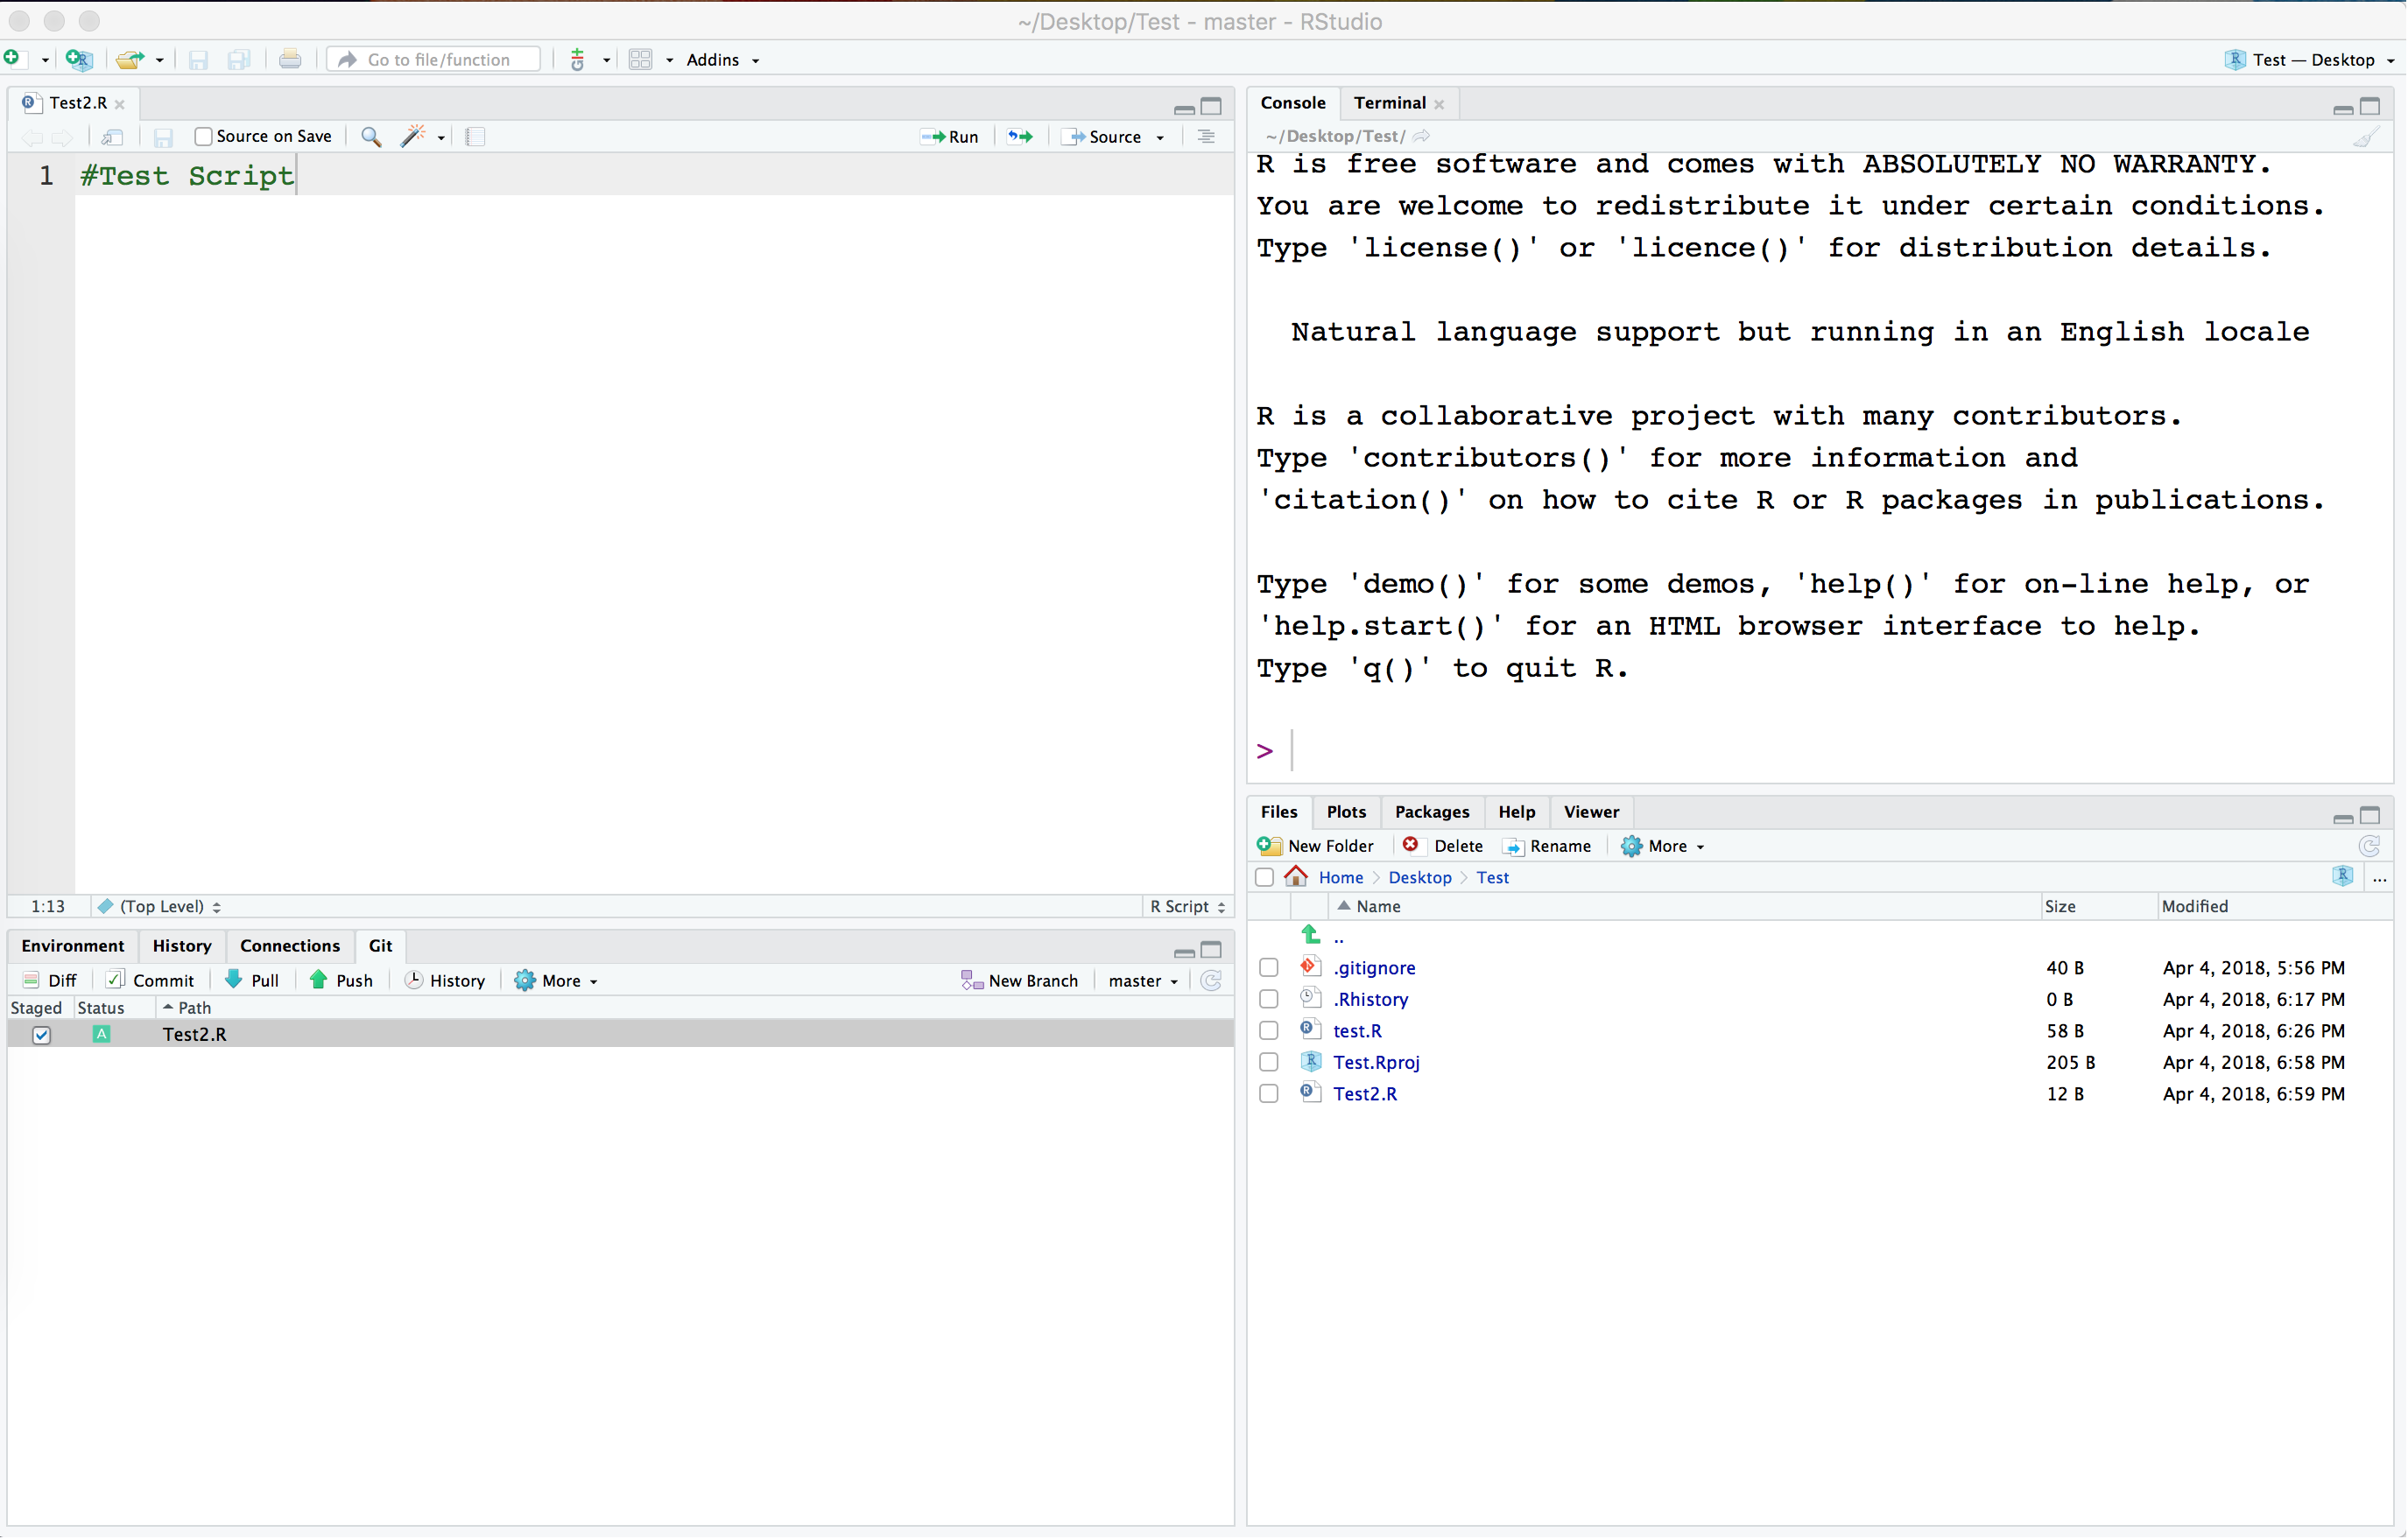 ~/Desktop/Test - master - RStudio
Go to file/function
Addins
Test — Desktop
Test2.R
Source on Save
Run
Source
1 #Test Script
1:13 (Top Level) R Script
Console Terminal
~/Desktop/Test/
R is free software and comes with ABSOLUTELY NO WARRANTY.
You are welcome to redistribute it under certain conditions.
Type 'license()' or 'licence()' for distribution details.
Natural language support but running in an English locale
R is a collaborative project with many contributors.
Type 'contributors()' for more information and
'citation()' on how to cite R or R packages in publications.
Type 'demo()' for some demos, 'help()' for on-line help, or
'help.start()' for an HTML browser interface to help.
Type 'q()' to quit R.
>
Environment History Connections Git
Diff Commit Pull Push History More New Branch master
Staged Status Path
A Test2.R
Files Plots Packages Help Viewer
New Folder Delete Rename More
Home Desktop Test ...
Name Size Modified
..
.gitignore 40 B Apr 4, 2018, 5:56 PM
.Rhistory 0 B Apr 4, 2018, 6:17 PM
test.R 58 B Apr 4, 2018, 6:26 PM
Test.Rproj 205 B Apr 4, 2018, 6:58 PM
Test2.R 12 B Apr 4, 2018, 6:59 PM